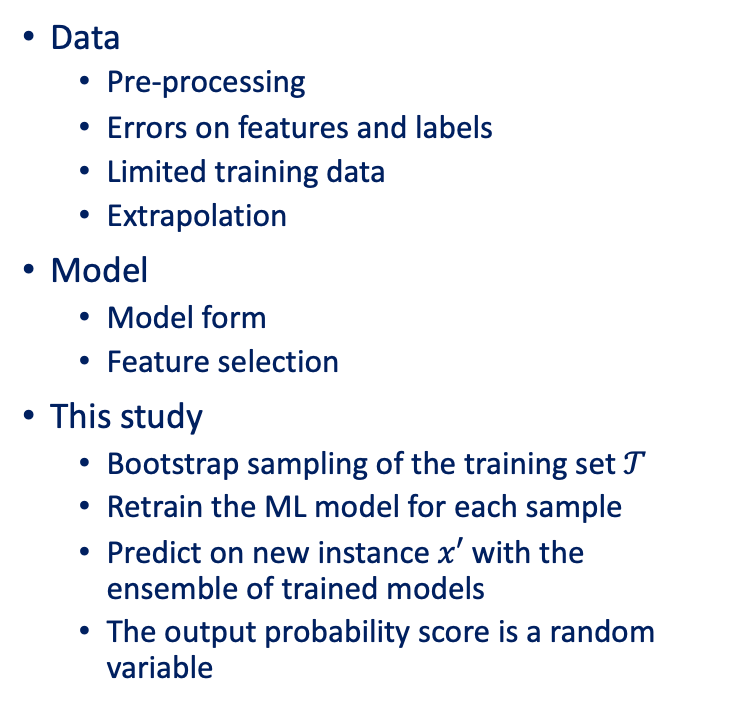 • Data
• Pre-processing
• Errors on features and labels
• Limited training data
• Extrapolation
• Model
• Model form
• Feature selection
• This study
• Bootstrap sampling of the training set 𝒯
• Retrain the ML model for each sample
• Predict on new instance 𝑥′ with the
ensemble of trained models
• The output probability score is a random
variable